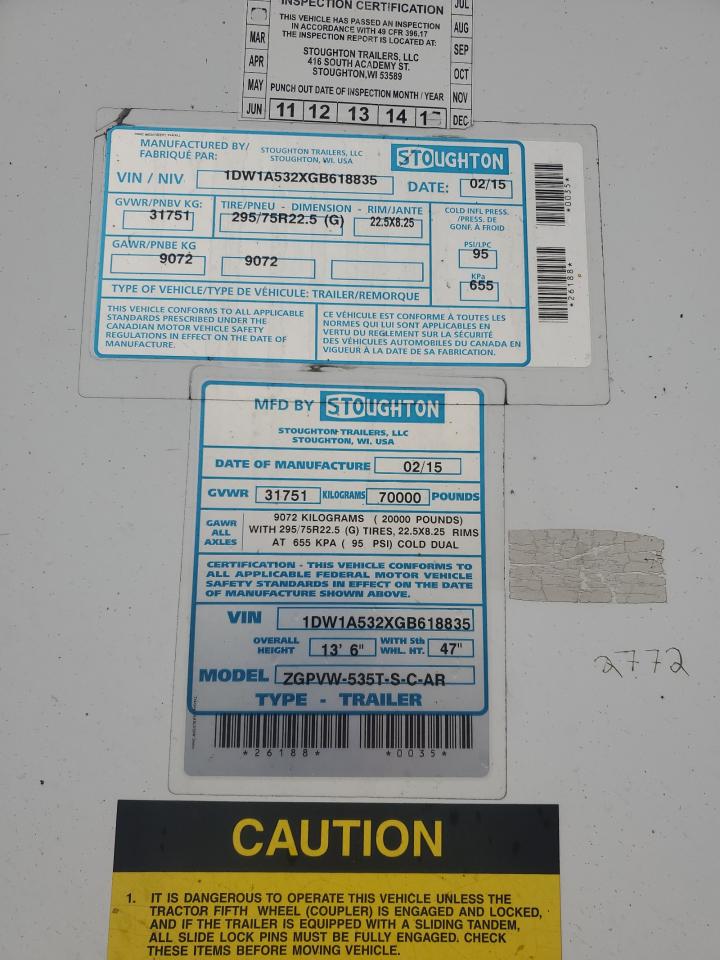 INSPECTION CERTIFICATION
THIS VEHICLE HAS PASSED AN INSPECTION
IN ACCORDANCE WITH 49 CFR 396.17
THE INSPECTION REPORT IS LOCATED AT:
STOUGHTON TRAILERS, LLC
416 SOUTH ACADEMY ST.
STOUGHTON, WI 53589
PUNCH OUT DATE OF INSPECTION MONTH / YEAR
MAR
APR
MAY
JUN 11 12 13 14
JUL
AUG
SEP
OCT
NOV
DEC
MANUFACTURED BY/
FABRIQUÉ PAR:
STOUGHTON TRAILERS, LLC
STOUGHTON, WI. USA
STOUGHTON
VIN / NIV 1DW1A532XGB618835 DATE: 02/15
GVWR/PNBV KG: TIRE/PNEU - DIMENSION - RIM/JANTE
31751 295/75R22.5 (G) 22.5X8.25
COLD INFL PRESS.
/PRESS. DE
GONF. À FROID
PSI/LPC
95
KPa
655
GAWR/PNBE KG
9072 9072
TYPE OF VEHICLE/TYPE DE VÉHICULE: TRAILER/REMORQUE
THIS VEHICLE CONFORMS TO ALL APPLICABLE
STANDARDS PRESCRIBED UNDER THE
CANADIAN MOTOR VEHICLE SAFETY
REGULATIONS IN EFFECT ON THE DATE OF
MANUFACTURE.
CE VÉHICULE EST CONFORME À TOUTES LES
NORMES QUI LUI SONT APPLICABLES EN
VERTU DU REGLEMENT SUR LA SÉCURITÉ
DES VÉHICULES AUTOMOBILES DU CANADA EN
VIGUEUR À LA DATE DE SA FABRICATION.
*0035*
*26188*
MFD BY STOUGHTON
STOUGHTON TRAILERS, LLC
STOUGHTON, WI. USA
DATE OF MANUFACTURE 02/15
GVWR 31751 KILOGRAMS 70000 POUNDS
GAWR
ALL
AXLES
9072 KILOGRAMS ( 20000 POUNDS)
WITH 295/75R22.5 (G) TIRES, 22.5X8.25 RIMS
AT 655 KPA ( 95 PSI) COLD DUAL
CERTIFICATION - THIS VEHICLE CONFORMS TO
ALL APPLICABLE FEDERAL MOTOR VEHICLE
SAFETY STANDARDS IN EFFECT ON THE DATE
OF MANUFACTURE SHOWN ABOVE.
VIN 1DW1A532XGB618835
OVERALL
HEIGHT 13' 6" WITH 5th
WHL. HT. 47"
MODEL ZGPVW-535T-S-C-AR
TYPE - TRAILER
*26188* *0035*
2772
CAUTION
1. IT IS DANGEROUS TO OPERATE THIS VEHICLE UNLESS THE
TRACTOR FIFTH WHEEL (COUPLER) IS ENGAGED AND LOCKED,
AND IF THE TRAILER IS EQUIPPED WITH A SLIDING TANDEM,
ALL SLIDE LOCK PINS MUST BE FULLY ENGAGED. CHECK
THESE ITEMS BEFORE MOVING VEHICLE.